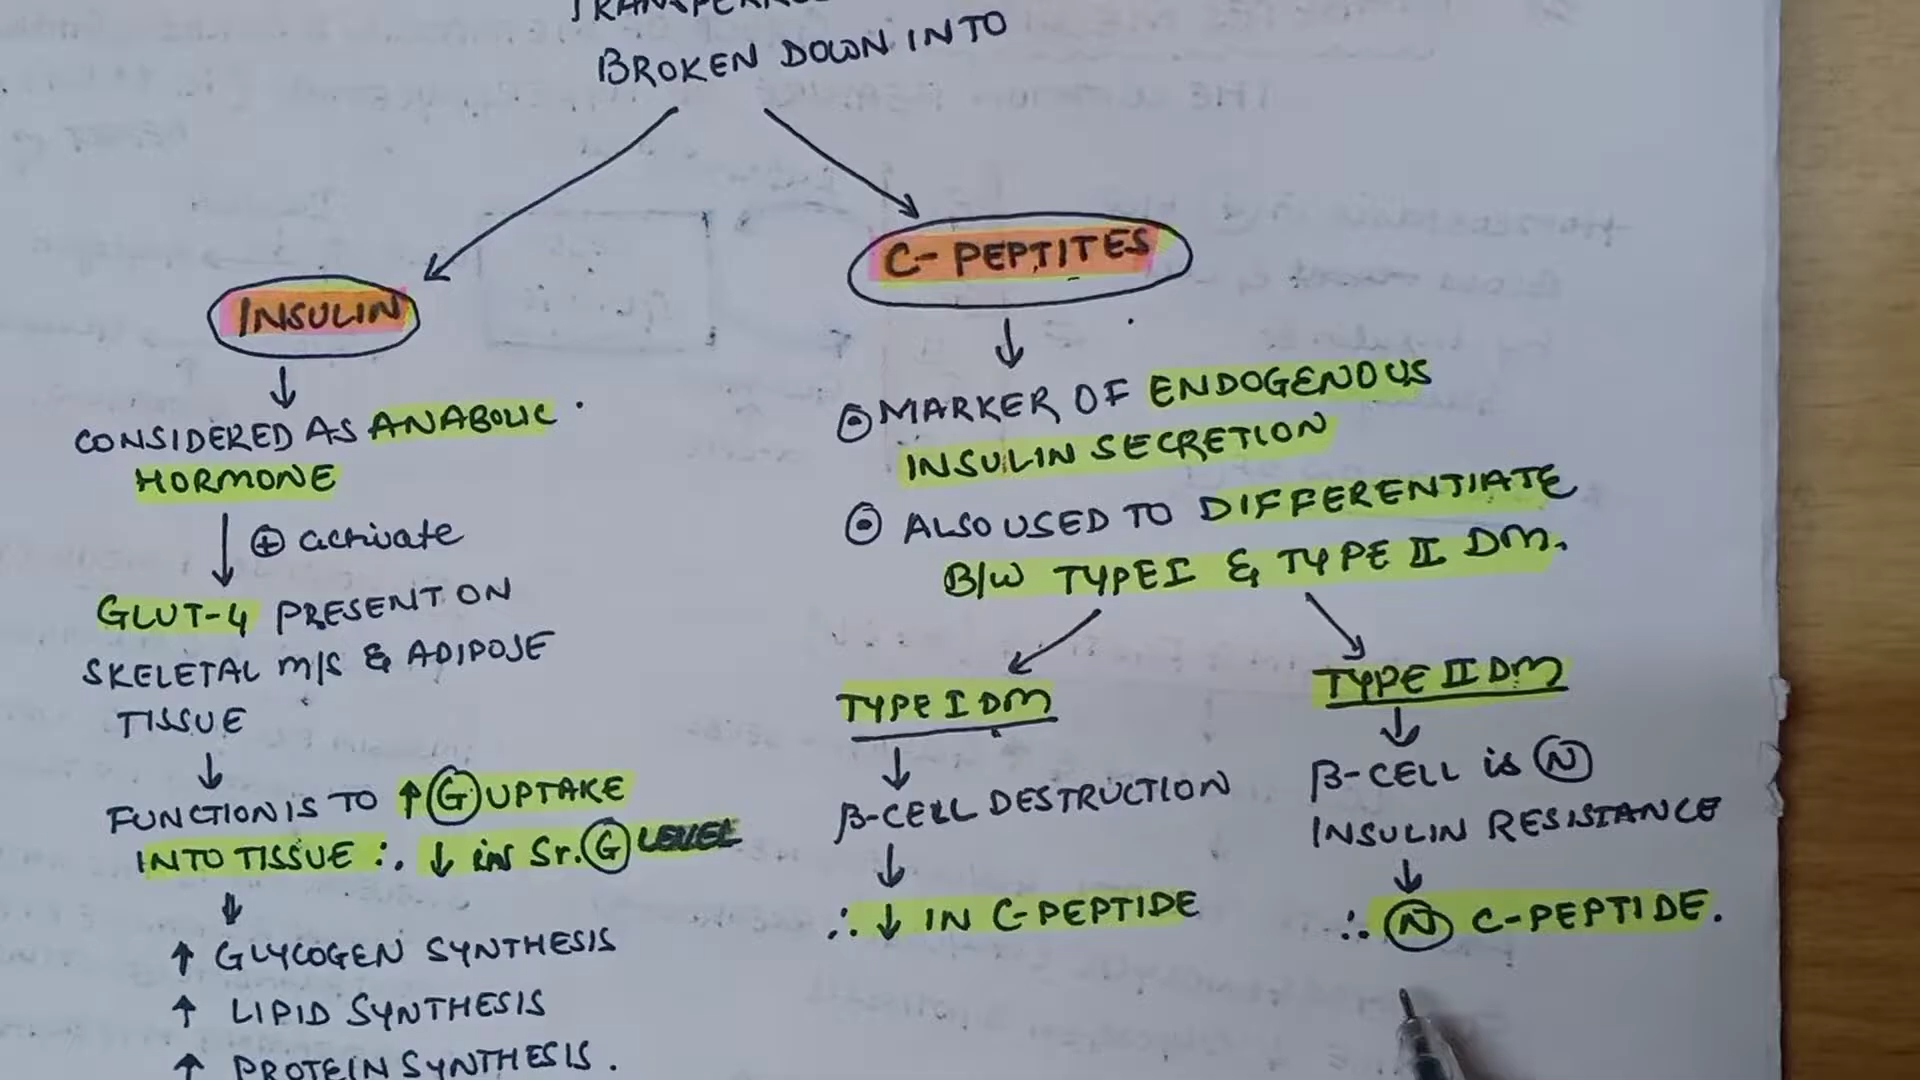 BROKEN DOWN INTO
INSULIN
↓
CONSIDERED AS ANABOLIC
HORMONE
↓ ⊕ activate
GLUT-4 PRESENT ON
SKELETAL m/s & ADIPOSE
TISSUE
↓
FUNCTION IS TO ↑ Ⓖ UPTAKE
INTO TISSUE ∴ ↓ in Sr. Ⓖ LEVEL
↓
↑ GLYCOGEN SYNTHESIS
↑ LIPID SYNTHESIS
↑ PROTEIN SYNTHESIS.
C-PEPTITES
↓
⊙ MARKER OF ENDOGENOUS
INSULIN SECRETION
⊙ ALSO USED TO DIFFERENTIATE
B/W TYPE I & TYPE II DM.
TYPE I DM
↓
β-CELL DESTRUCTION
↓
∴ ↓ IN C-PEPTIDE
TYPE II DM
↓
β-CELL is Ⓝ
INSULIN RESISTANCE
↓
∴ Ⓝ C-PEPTIDE.